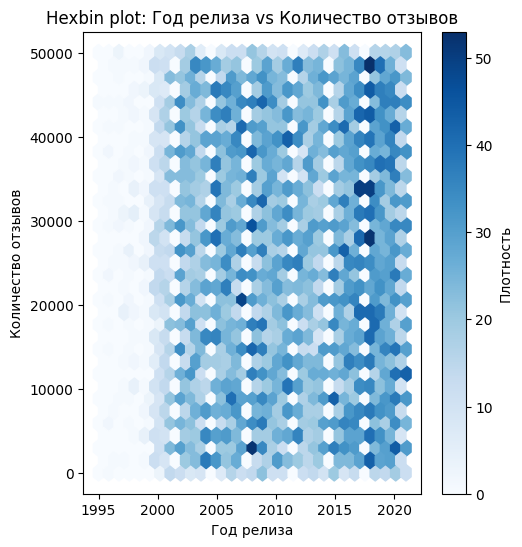 Hexbin plot: Год релиза vs Количество отзывов
50000
40000
30000
20000
10000
0
Количество отзывов
1995 2000 2005 2010 2015 2020
Год релиза
50
40
30
20
10
0
Плотность